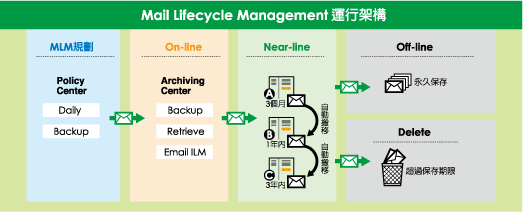 Mail Lifecycle Management 運行架構
MLM規劃
Policy
Center
Daily
Backup
On-line
Archiving
Center
Backup
Retrieve
Email ILM
Near-line
A
3個月
自動搬移
B
1年內
自動搬移
C
3年內
Off-line
永久保存
Delete
超過保存期限